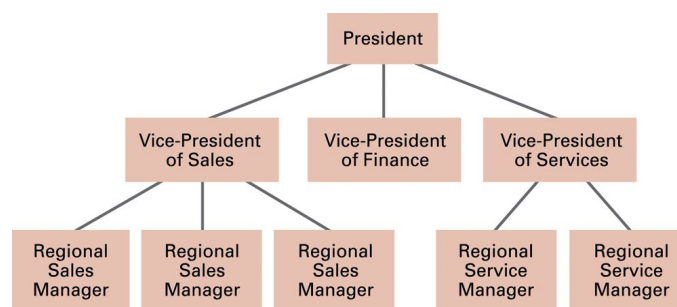 President
Vice-President
of Sales
Vice-President
of Finance
Vice-President
of Services
Regional
Sales
Manager
Regional
Sales
Manager
Regional
Sales
Manager
Regional
Service
Manager
Regional
Service
Manager